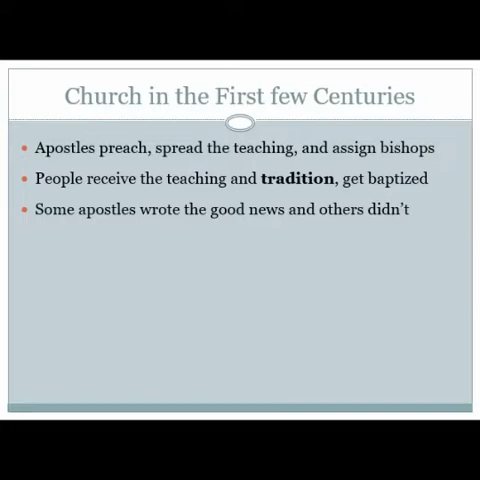 Church in the First few Centuries
Apostles preach, spread the teaching, and assign bishops
People receive the teaching and tradition, get baptized
Some apostles wrote the good news and others didn't